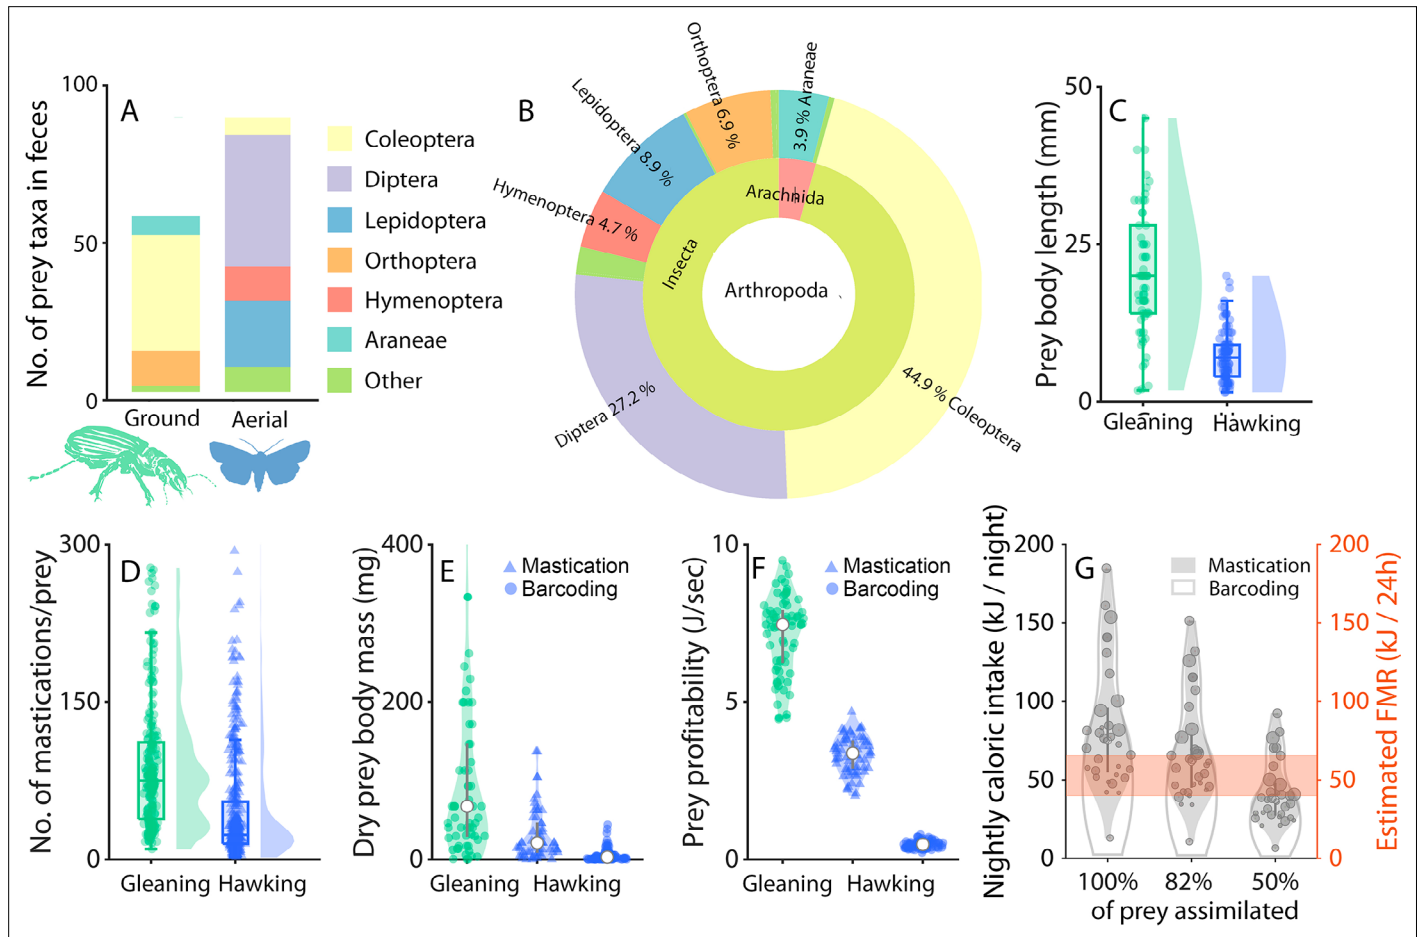 A
No. of prey taxa in feces
100
50
0
Ground
Aerial
Coleoptera
Diptera
Lepidoptera
Orthoptera
Hymenoptera
Araneae
Other
B
Arthropoda
Insecta
Arachnida
3.9 % Araneae
44.9 % Coleoptera
Diptera 27.2 %
Hymenoptera 4.7 %
Lepidoptera 8.9 %
Orthoptera 6.9 %
C
Prey body length (mm)
50
25
0
Gleaning
Hawking
D
No. of mastications/prey
300
150
0
Gleaning
Hawking
E
Dry prey body mass (mg)
400
200
0
Mastication
Barcoding
Gleaning
Hawking
F
Prey profitability (J/sec)
10
5
0
Mastication
Barcoding
Gleaning
Hawking
G
Nightly caloric intake (kJ / night)
200
150
100
50
0
Mastication
Barcoding
200
150
100
50
0
Estimated FMR (kJ / 24h)
100%
82%
50%
of prey assimilated